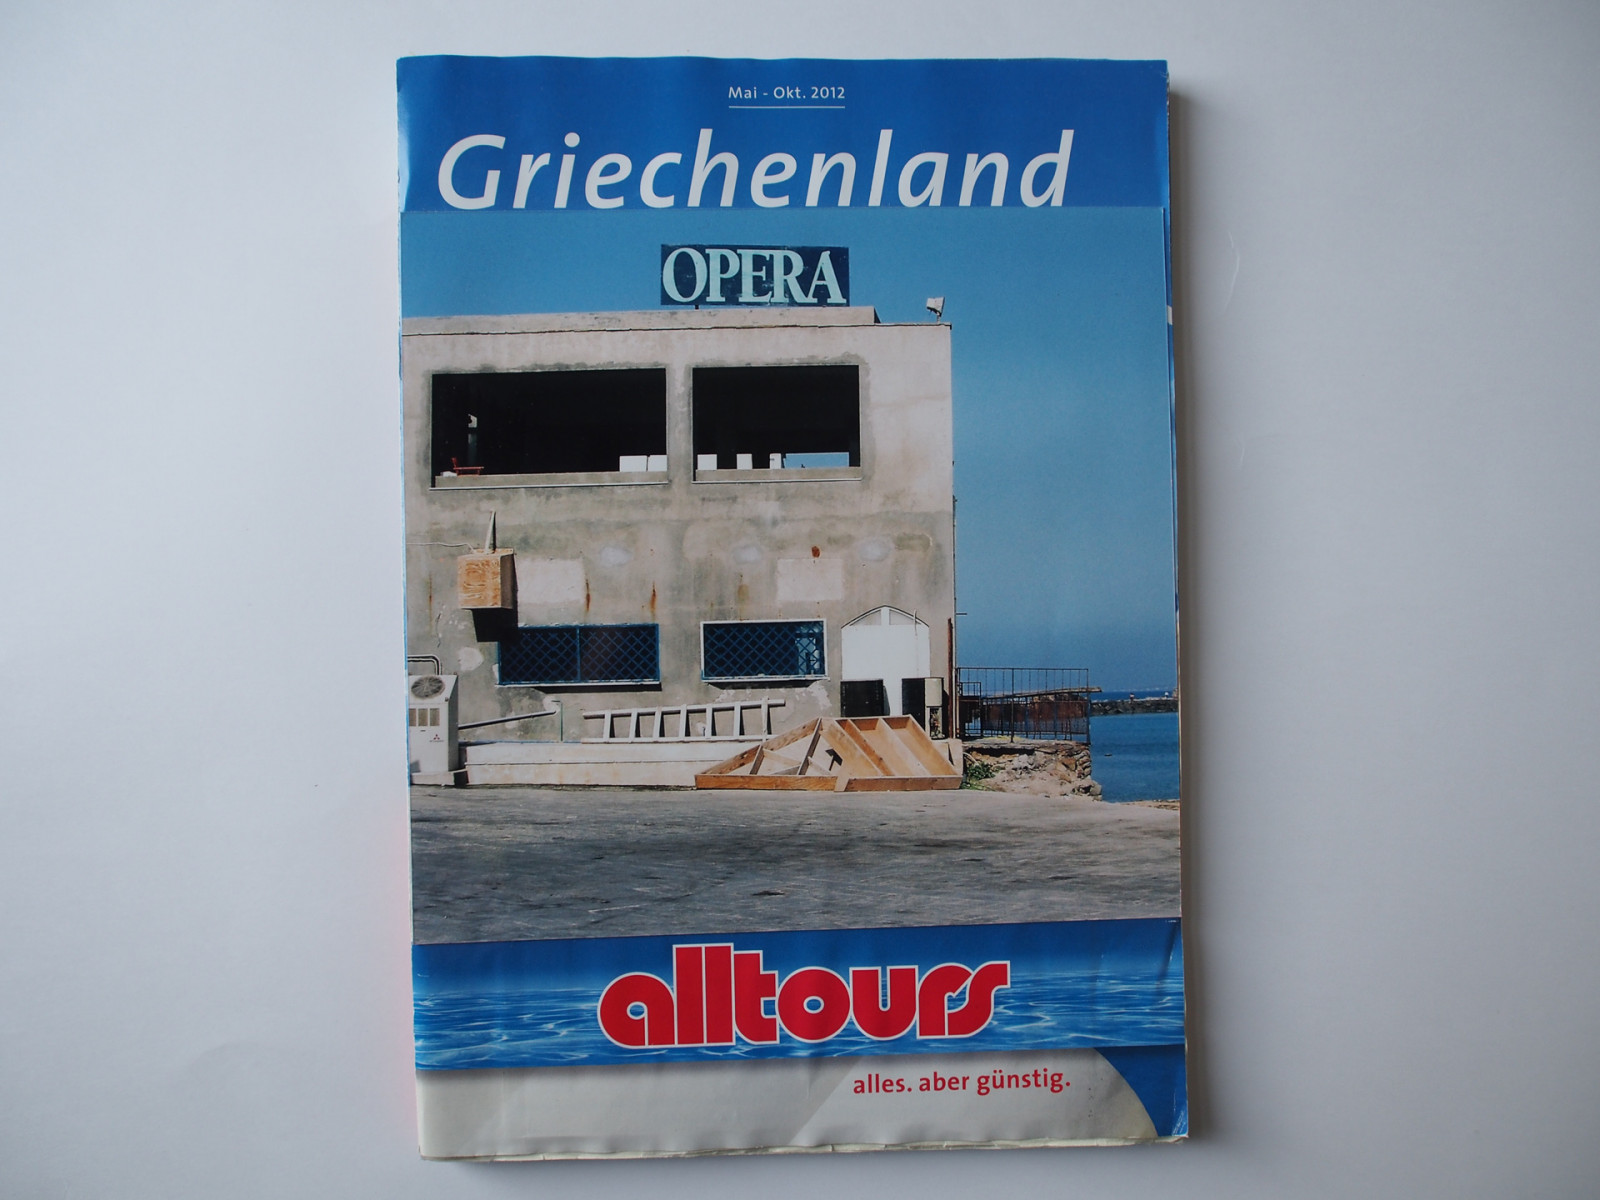 Mai - Okt. 2012
Griechenland
OPERA
alltours
alles. aber günstig.